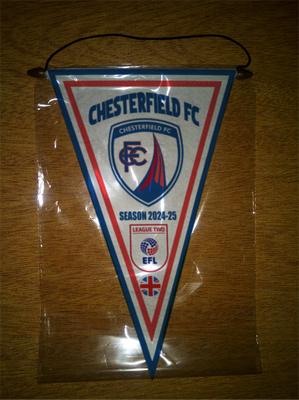 CHESTERFIELD FC
CHESTERFIELD FC
CFC
SEASON 2024-25
LEAGUE TWO
EFL